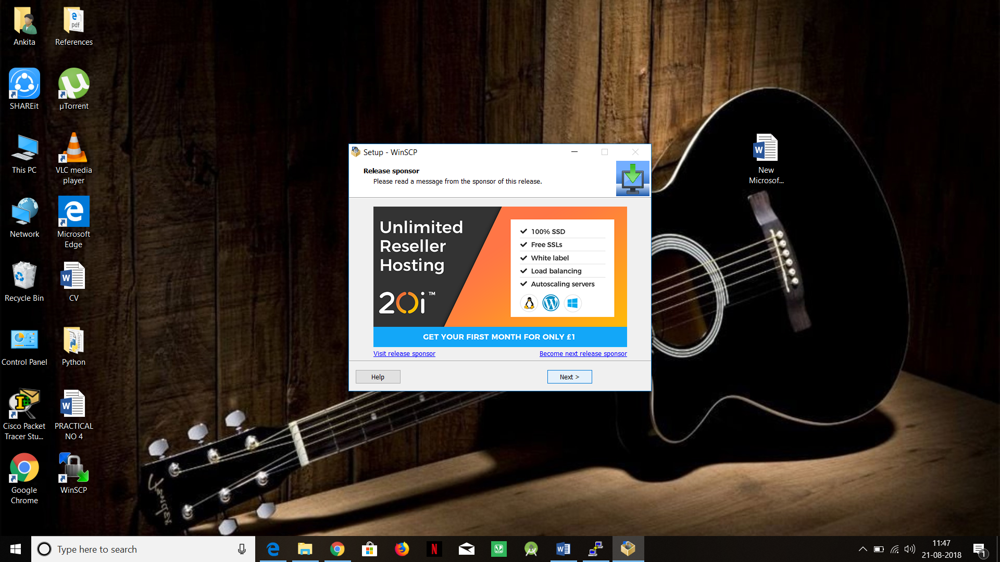 Ankita
References
SHAREit
µTorrent
This PC
VLC media
player
Network
Microsoft
Edge
Recycle Bin
CV
Control Panel
Python
Cisco Packet
Tracer Stu...
PRACTICAL
NO 4
Google
Chrome
WinSCP
New
Microsof...
pdf
Setup - WinSCP
Release sponsor
Please read a message from the sponsor of this release.
Unlimited
Reseller
Hosting
20i™
100% SSD
Free SSLs
White label
Load balancing
Autoscaling servers
GET YOUR FIRST MONTH FOR ONLY £1
Visit release sponsor
Become next release sponsor
Help
Next >
Type here to search
11:47
21-08-2018
1